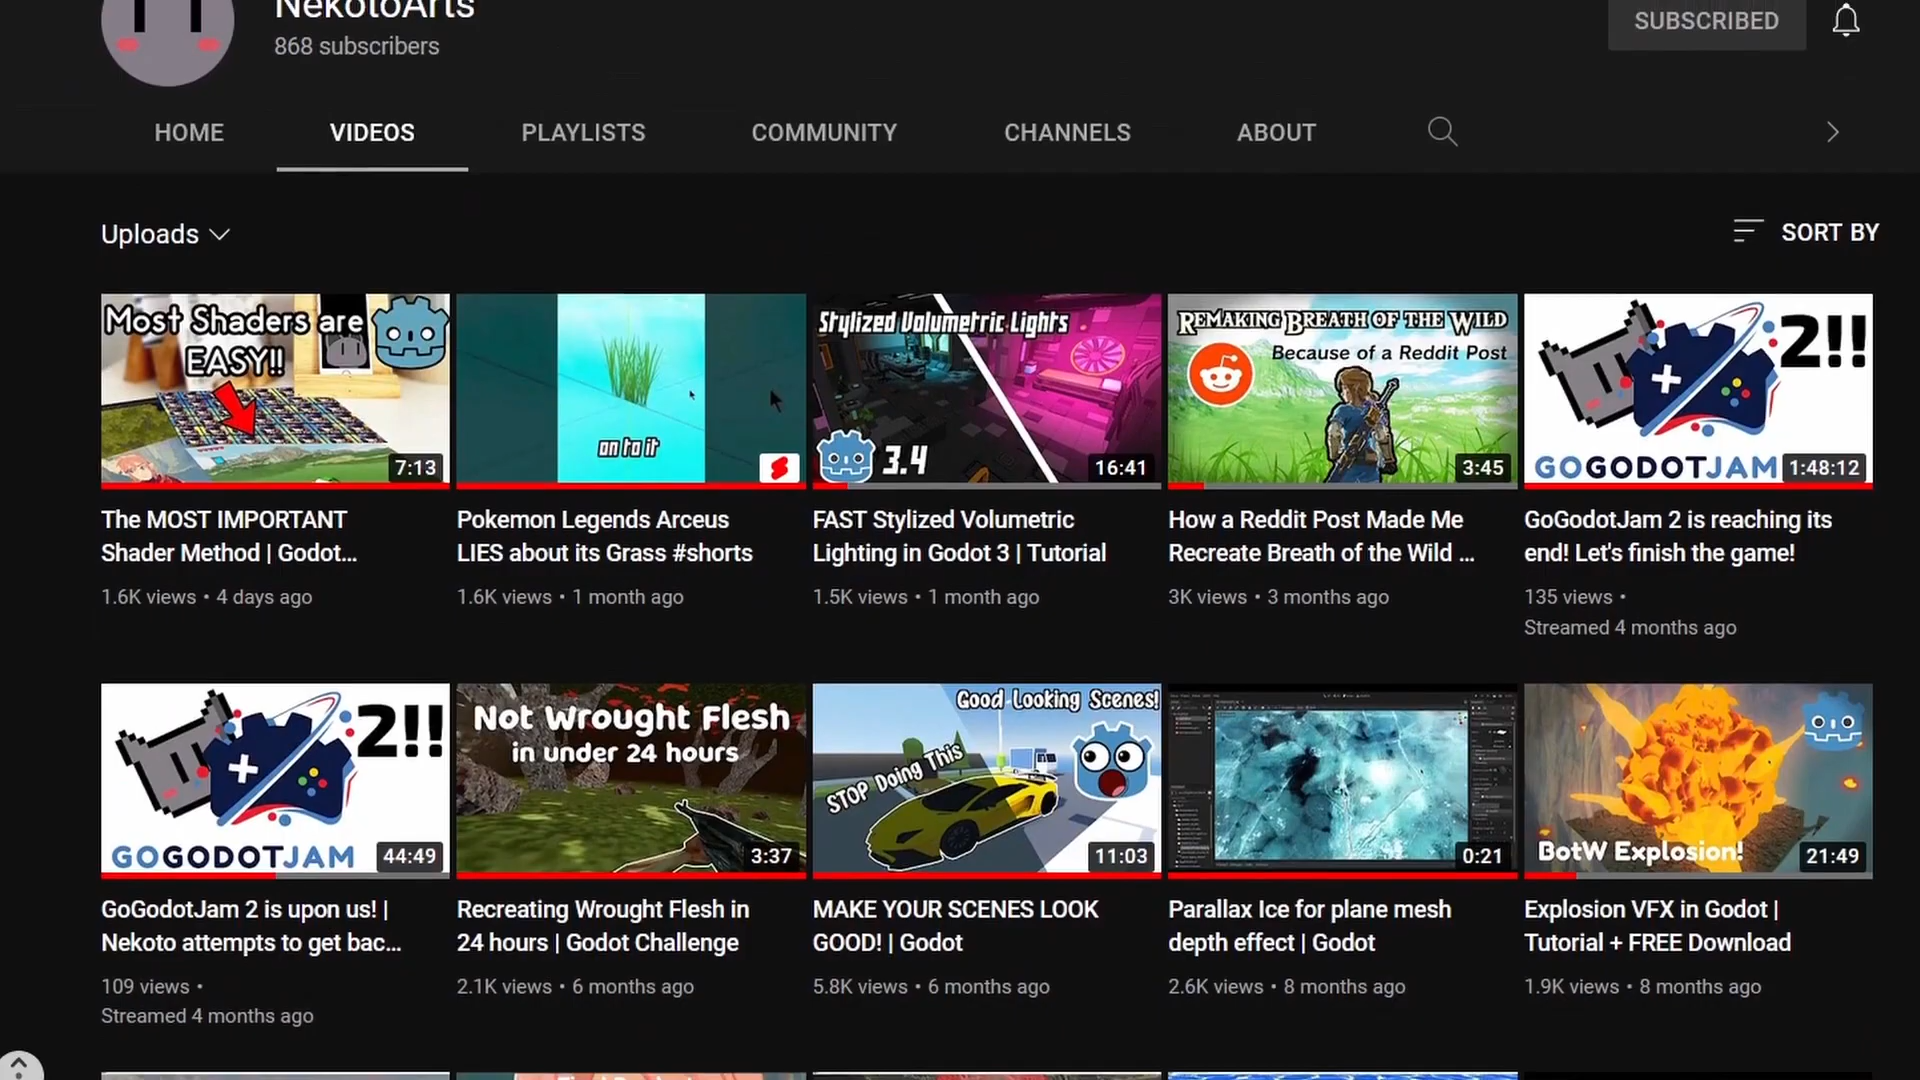 NekotoArts
868 subscribers
SUBSCRIBED
HOME VIDEOS PLAYLISTS COMMUNITY CHANNELS ABOUT
Uploads
SORT BY
Most Shaders are
EASY!!
7:13
on to it
Stylized Volumetric Lights
3.4
16:41
REMAKING BREATH OF THE WILD
Because of a Reddit Post
3:45
2!!
GOGODOTJAM
1:48:12
The MOST IMPORTANT
Shader Method | Godot...
1.6K views • 4 days ago
Pokemon Legends Arceus
LIES about its Grass #shorts
1.6K views • 1 month ago
FAST Stylized Volumetric
Lighting in Godot 3 | Tutorial
1.5K views • 1 month ago
How a Reddit Post Made Me
Recreate Breath of the Wild ...
3K views • 3 months ago
GoGodotJam 2 is reaching its
end! Let's finish the game!
135 views •
Streamed 4 months ago
2!!
GOGODOTJAM
44:49
Not Wrought Flesh
in under 24 hours
3:37
Good Looking Scenes!
STOP Doing This
11:03
0:21
BotW Explosion!
21:49
GoGodotJam 2 is upon us! |
Nekoto attempts to get bac...
109 views •
Streamed 4 months ago
Recreating Wrought Flesh in
24 hours | Godot Challenge
2.1K views • 6 months ago
MAKE YOUR SCENES LOOK
GOOD! | Godot
5.8K views • 6 months ago
Parallax Ice for plane mesh
depth effect | Godot
2.6K views • 8 months ago
Explosion VFX in Godot |
Tutorial + FREE Download
1.9K views • 8 months ago